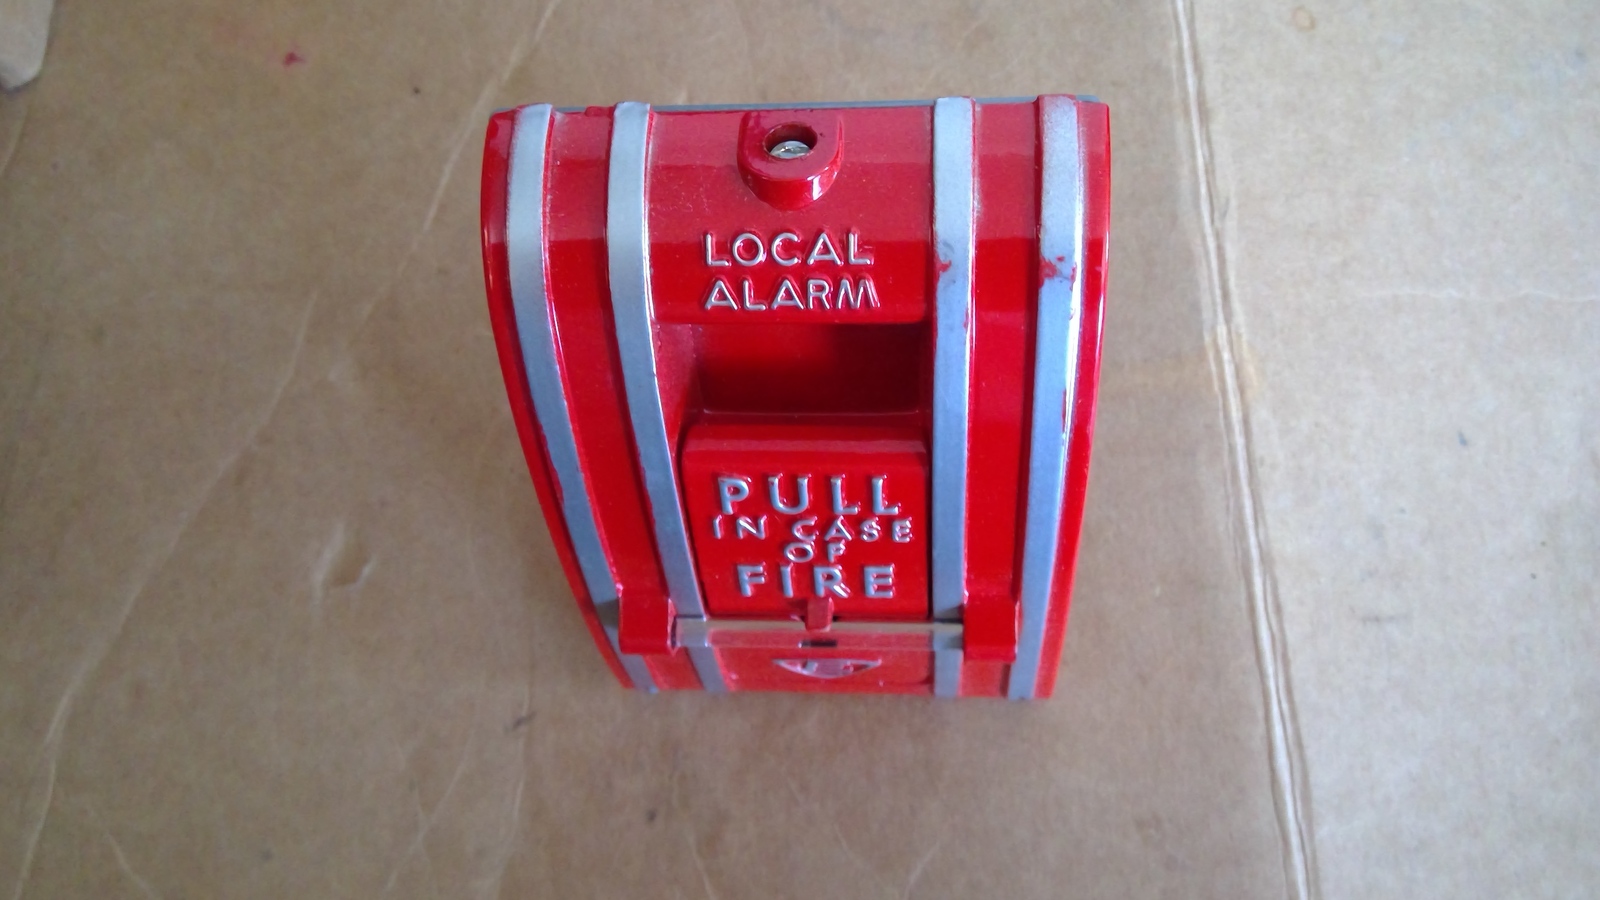 LOCAL
ALARM
PULL
IN CASE
OF
FIRE